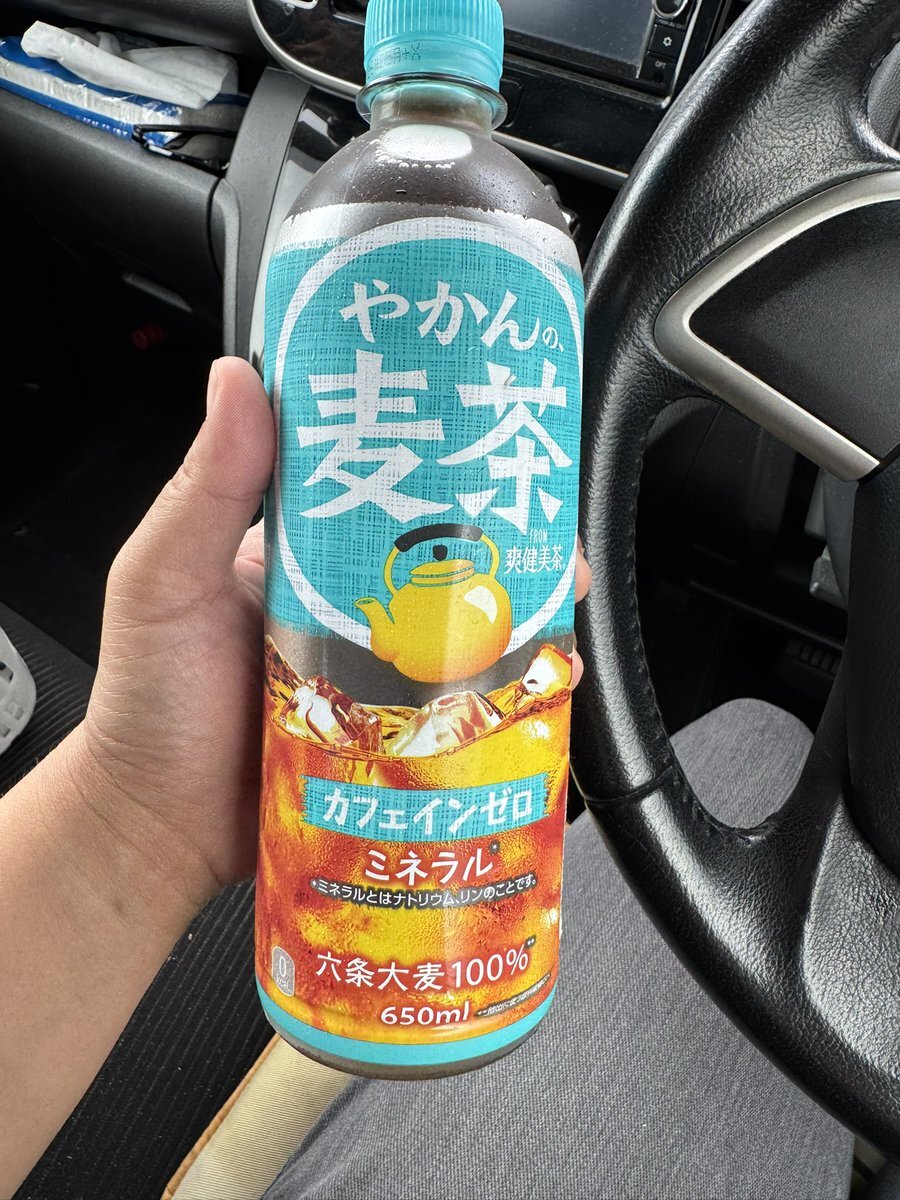 やかんの、
麦茶
FROM
爽健美茶®
カフェインゼロ
ミネラル*
*ミネラルとはナトリウム、リンのことです。
六条大麦100%**
650ml